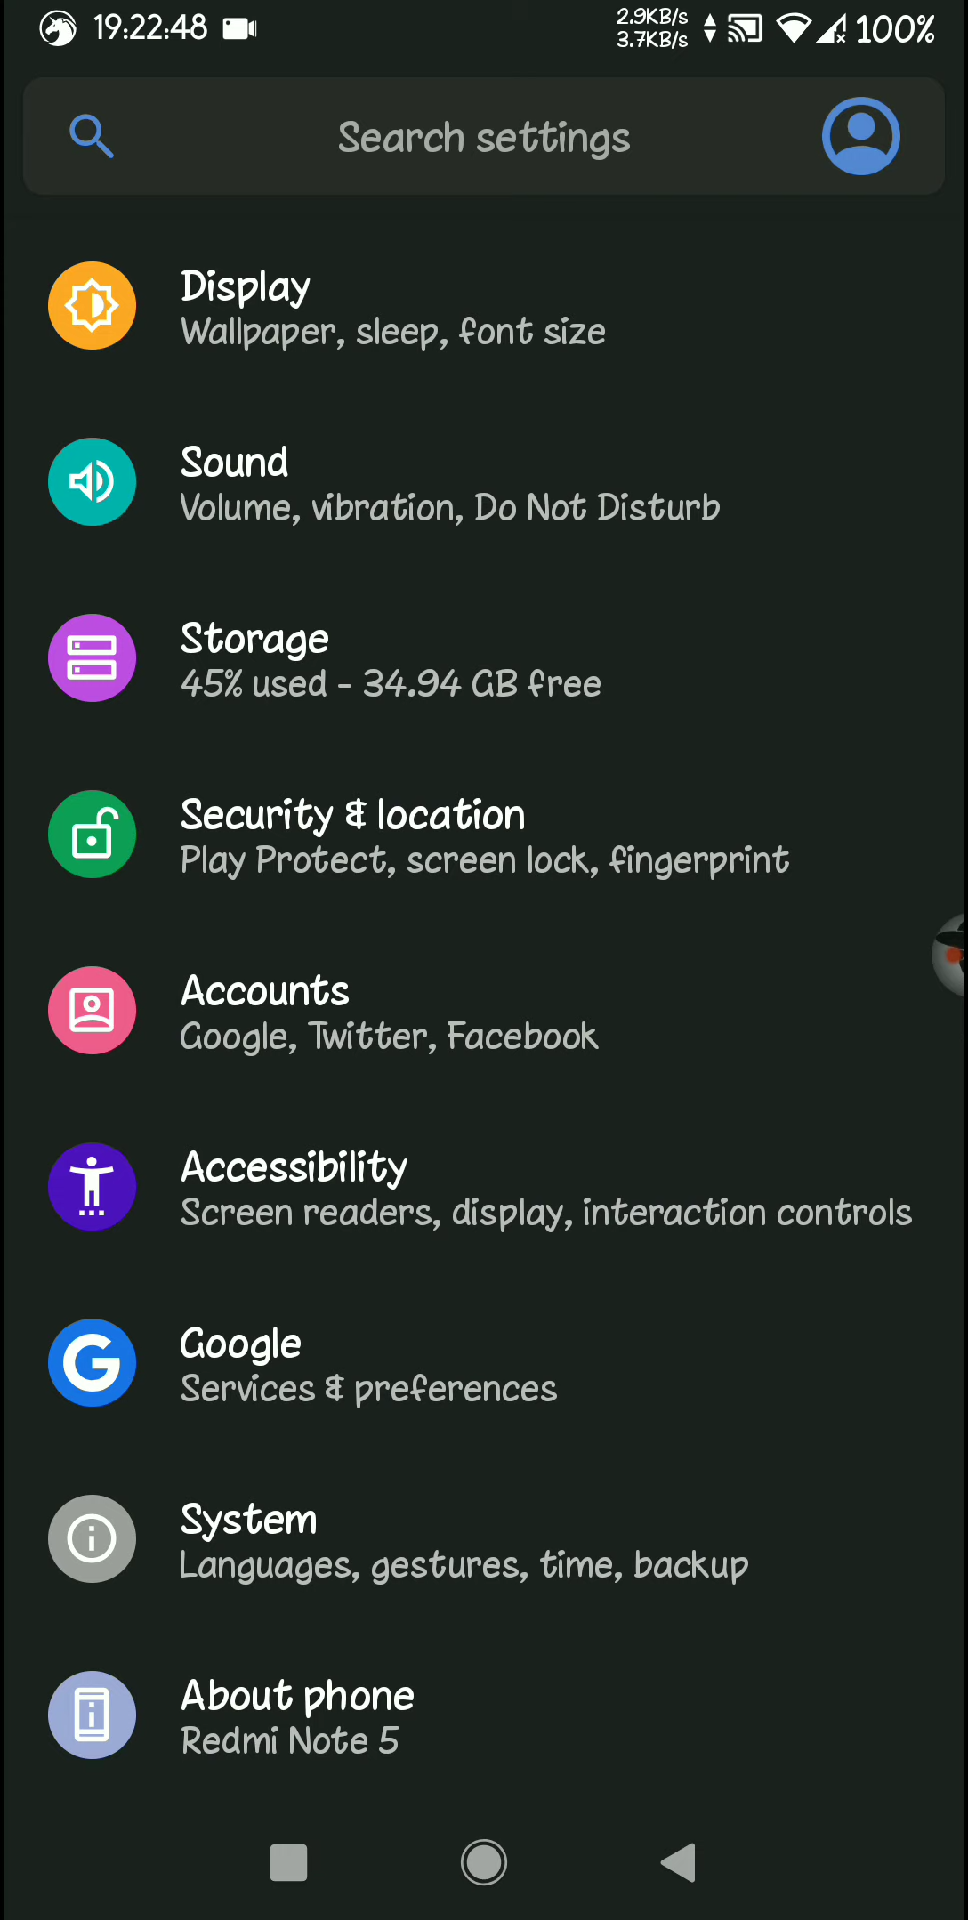 19:22:48
2.9KB/s
3.7KB/s
100%
Search settings
Display
Wallpaper, sleep, font size
Sound
Volume, vibration, Do Not Disturb
Storage
45% used - 34.94 GB free
Security & location
Play Protect, screen lock, fingerprint
Accounts
Google, Twitter, Facebook
Accessibility
Screen readers, display, interaction controls
Google
Services & preferences
System
Languages, gestures, time, backup
About phone
Redmi Note 5